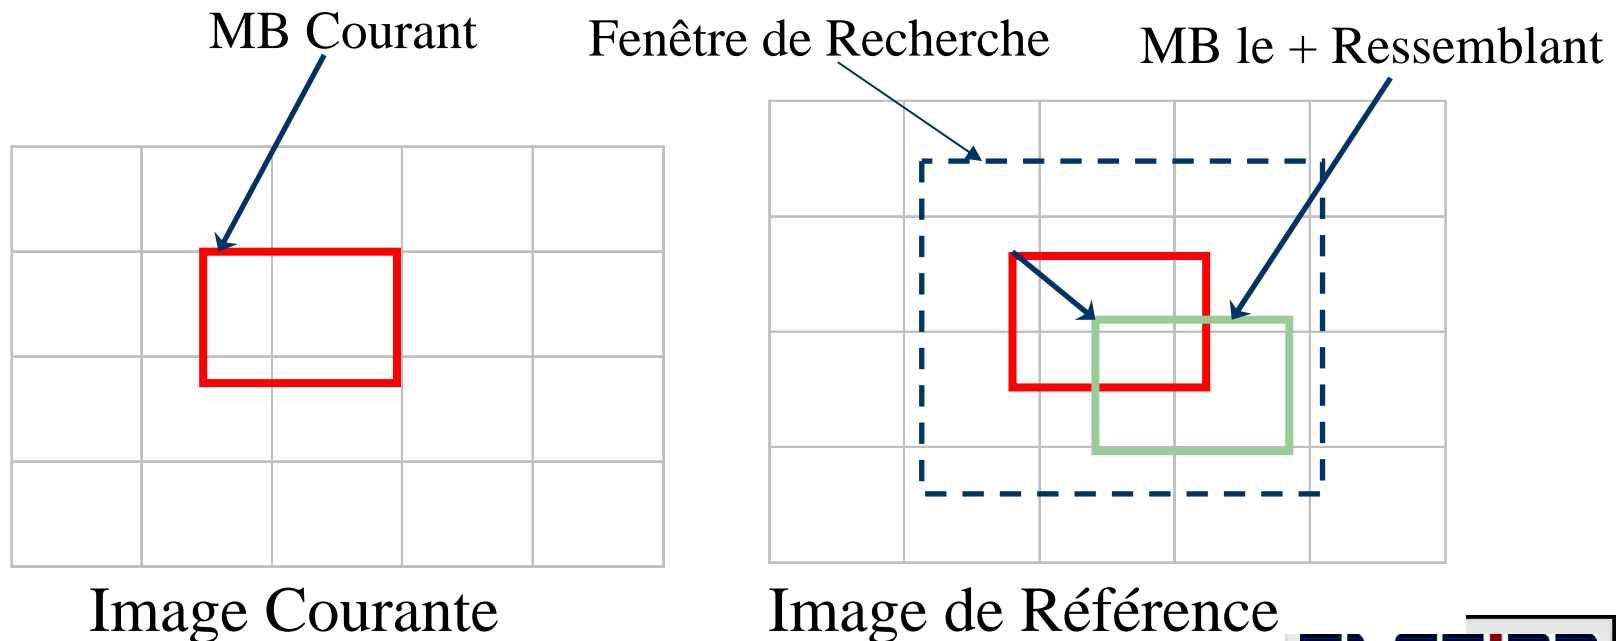 MB Courant
Fenêtre de Recherche
MB le + Ressemblant
Image Courante
Image de Référence